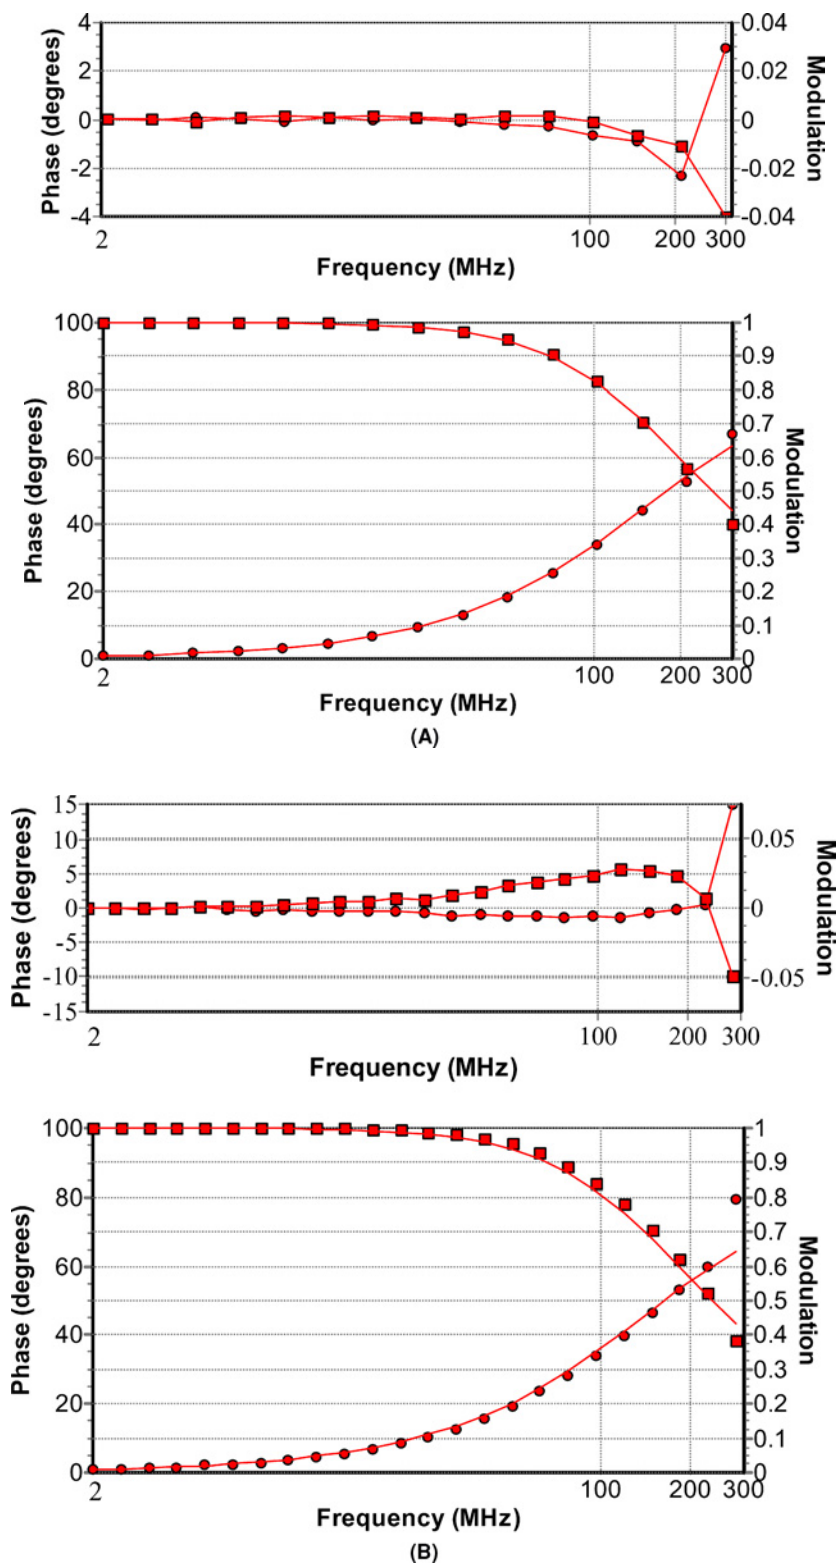 4 0.04
2 0.02
0 0
-2 -0.02
-4 -0.04
Phase (degrees)
Modulation
2 100 200 300
Frequency (MHz)
100 1
0.9
80 0.8
0.7
60 0.6
0.5
40 0.4
0.3
20 0.2
0.1
0 0
Phase (degrees)
Modulation
2 100 200 300
Frequency (MHz)
(A)
15
10 0.05
5
0 0
-5
-10 -0.05
-15
Phase (degrees)
Modulation
2 100 200 300
Frequency (MHz)
100 1
0.9
80 0.8
0.7
60 0.6
0.5
40 0.4
0.3
20 0.2
0.1
0 0
Phase (degrees)
Modulation
2 100 200 300
Frequency (MHz)
(B)